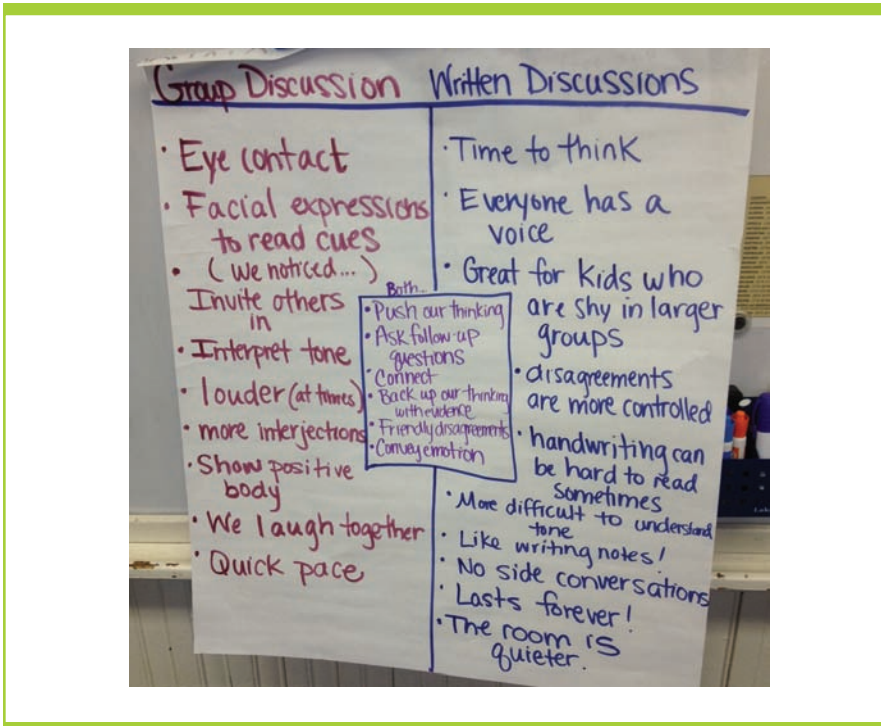 Group Discussion
• Eye contact
• Facial expressions
to read cues
• (we noticed...)
Invite others
in
• Interpret tone
• louder (at times)
• more interjections
• Show positive
body
• We laugh together
• Quick pace
Both...
• Push our thinking
• Ask follow-up
questions
• Connect
• Back up our thinking
with evidence
• Friendly disagreements
• Convey emotion
Written Discussions
• Time to think
• Everyone has a
voice
• Great for kids who
are shy in larger
groups
• disagreements
are more controlled
• handwriting can
be hard to read
sometimes
• More difficult to understand
tone
• Like writing notes!
• No side conversations
• Lasts forever!
• The room is
quieter.